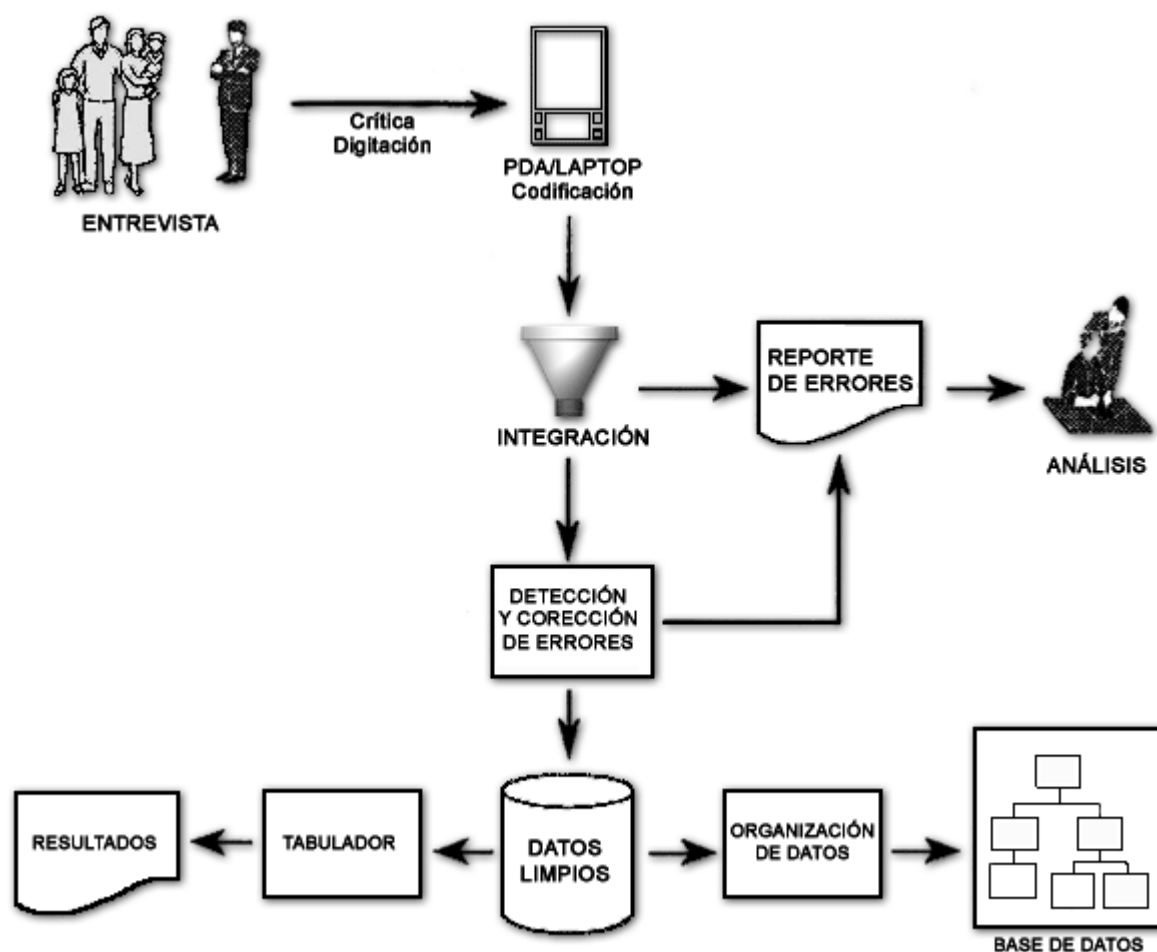 Crítica
Digitación
PDA/LAPTOP
Codificación
ENTREVISTA
REPORTE
DE ERRORES
INTEGRACIÓN
ANÁLISIS
DETECCIÓN
Y CORECCIÓN
DE ERRORES
RESULTADOS
TABULADOR
DATOS
LIMPIOS
ORGANIZACIÓN
DE DATOS
BASE DE DATOS